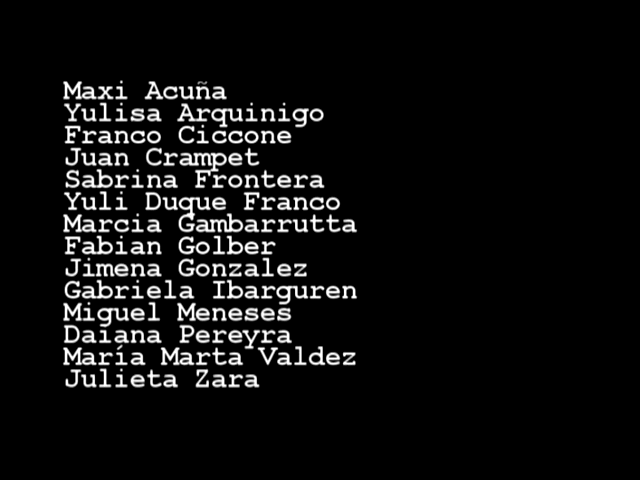 Maxi Acuña
Yulisa Arquinigo
Franco Ciccone
Juan Crampet
Sabrina Frontera
Yuli Duque Franco
Marcia Gambarrutta
Fabian Golber
Jimena Gonzalez
Gabriela Ibarguren
Miguel Meneses
Daiana Pereyra
María Marta Valdez
Julieta Zara